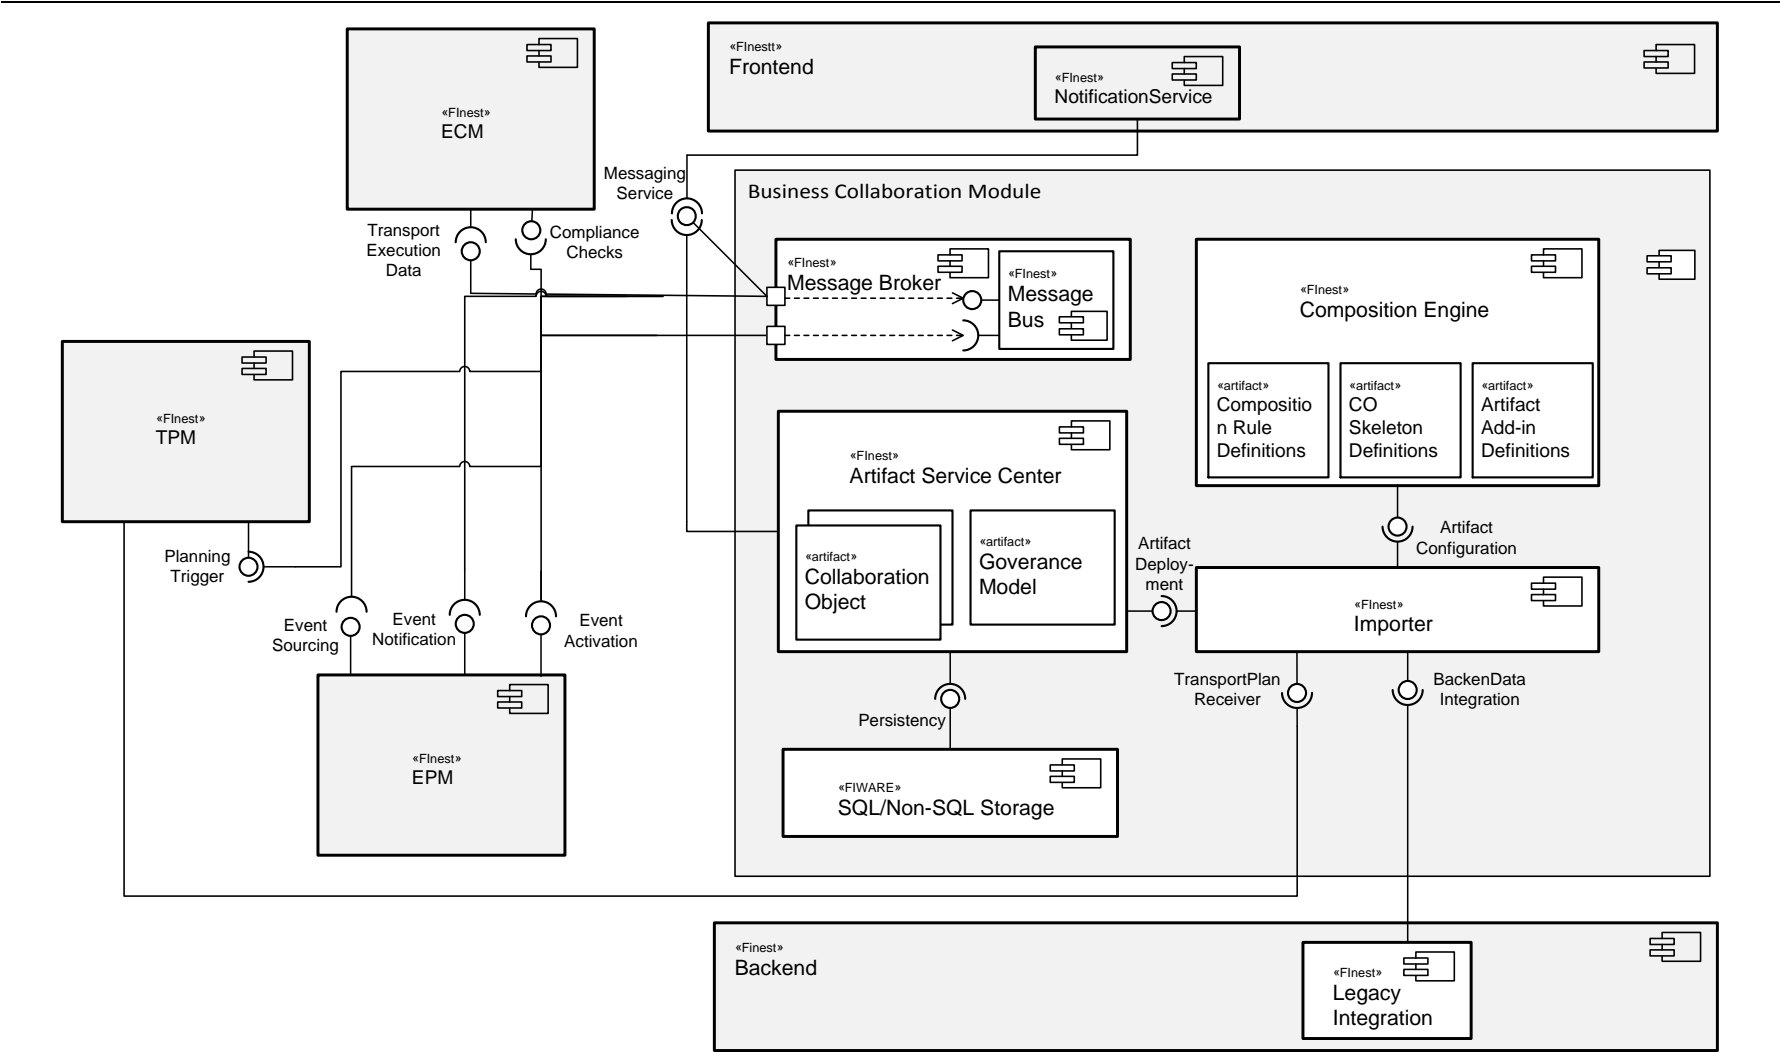 «FInest»
ECM
«FInestt»
Frontend
«FInest»
NotificationService
Messaging
Service
Business Collaboration Module
Transport
Execution
Data
Compliance
Checks
«FInest»
Message Broker
«FInest»
Message
Bus
«FInest»
Composition Engine
«artifact»
Compositio
n Rule
Definitions
«artifact»
CO
Skeleton
Definitions
«artifact»
Artifact
Add-in
Definitions
«FInest»
TPM
«FInest»
Artifact Service Center
«artifact»
Collaboration
Object
«artifact»
Goverance
Model
Artifact
Deploy-
ment
Artifact
Configuration
Planning
Trigger
Event
Sourcing
Event
Notification
Event
Activation
«FInest»
Importer
TransportPlan
Receiver
BackenData
Integration
Persistency
«FInest»
EPM
«FIWARE»
SQL/Non-SQL Storage
«Finest»
Backend
«FInest»
Legacy
Integration